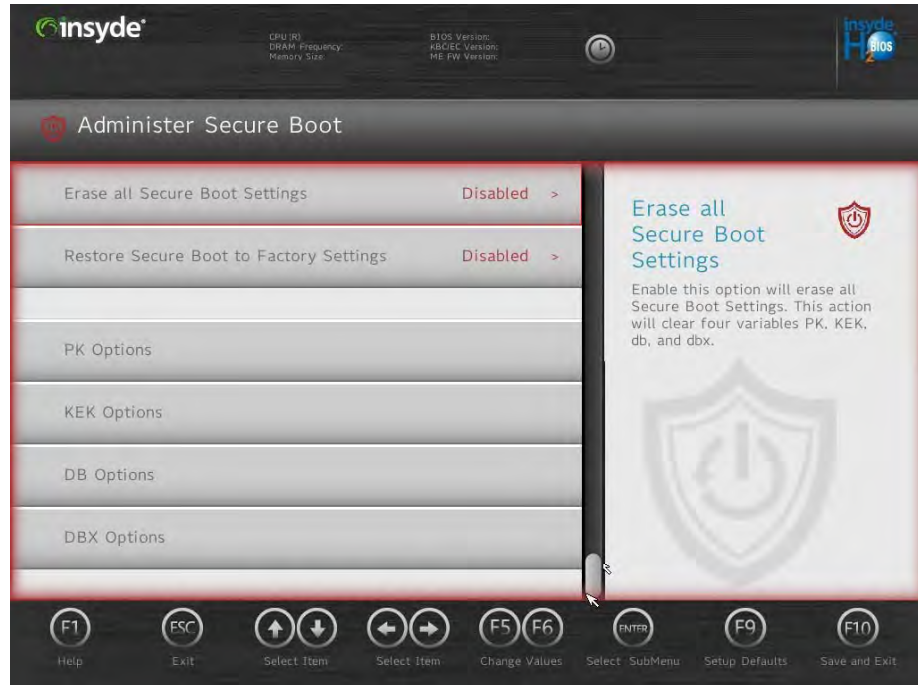 insyde
CPU(R)
DRAM Frequency:
Memory Size:
BIOS Version:
KBC/EC Version:
ME FW Version:
insyde
H2O BIOS
Administer Secure Boot
Erase all Secure Boot Settings Disabled >
Restore Secure Boot to Factory Settings Disabled >
PK Options
KEK Options
DB Options
DBX Options
Erase all
Secure Boot
Settings
Enable this option will erase all
Secure Boot Settings. This action
will clear four variables PK, KEK,
db, and dbx.
F1
Help
ESC
Exit
Select Item
Select Item
F5 F6
Change Values
ENTER
Select SubMenu
F9
Setup Defaults
F10
Save and Exit